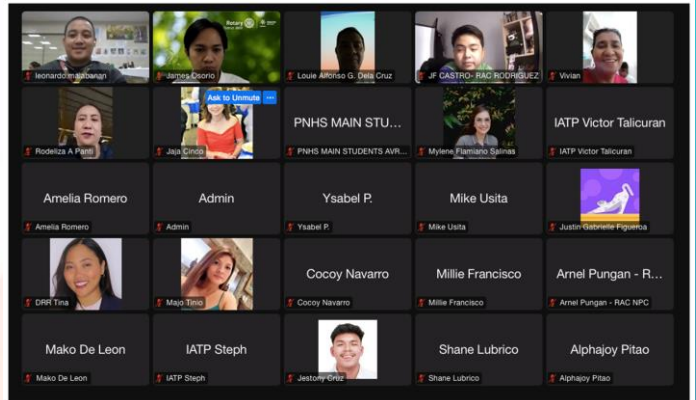 Rotary
leonardo.malabanan
James Osorio
Louie Alfonso G. Dela Cruz
JF CASTRO- RAC RODRIGUEZ
Vivian
Ask to Unmute ...
PNHS MAIN STU...
IATP Victor Talicuran
Rodeliza A Panti
Jaja Cinco
PNHS MAIN STUDENTS AVR...
Mylene Flamiano Salinas
IATP Victor Talicuran
Amelia Romero
Admin
Ysabel P.
Mike Usita
Amelia Romero
Admin
Ysabel P.
Mike Usita
Justin Gabrielle Figueroa
Cocoy Navarro
Millie Francisco
Arnel Pungan - R...
DRR Tina
Majo Tinio
Cocoy Navarro
Millie Francisco
Arnel Pungan - RAC NPC
Mako De Leon
IATP Steph
Shane Lubrico
Alphajoy Pitao
Mako De Leon
IATP Steph
Jestony Cruz
Shane Lubrico
Alphajoy Pitao